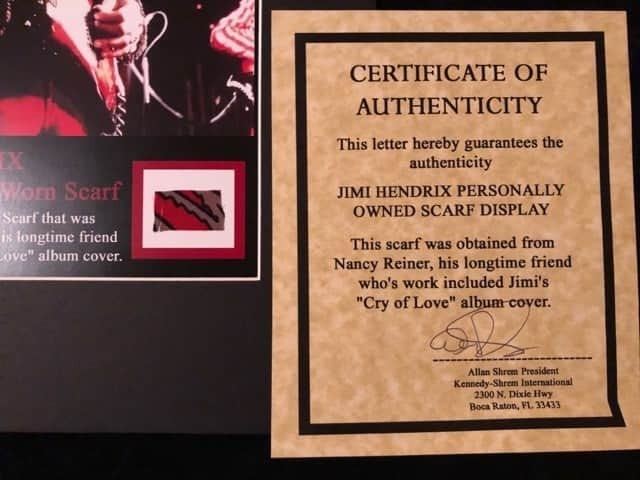 IX
Worn Scarf
Scarf that was
is longtime friend
Love" album cover.
CERTIFICATE OF
AUTHENTICITY
This letter hereby guarantees the
authenticity
JIMI HENDRIX PERSONALLY
OWNED SCARF DISPLAY
This scarf was obtained from
Nancy Reiner, his longtime friend
who's work included Jimi's
"Cry of Love" album cover.
Allan Shrem President
Kennedy-Shrem International
2300 N. Dixie Hwy
Boca Raton, FL 33433